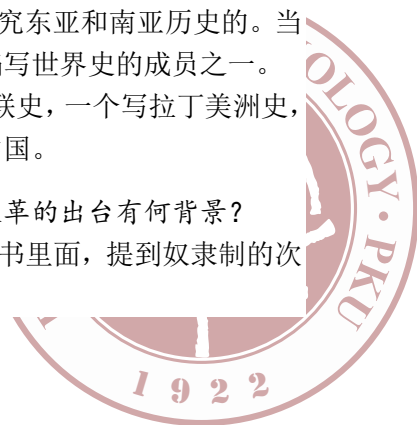 究东亚和南亚历史的。当
写世界史的成员之一。
联史，一个写拉丁美洲史，
国。
革的出台有何背景？
书里面，提到奴隶制的次
OLOGY · PKU
1922